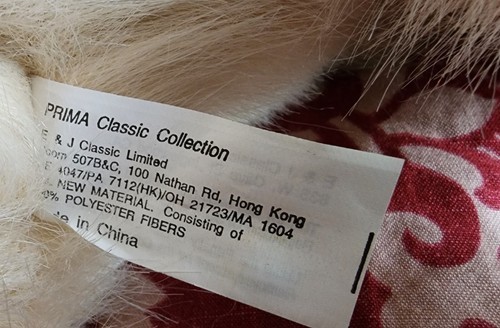 PRIMA Classic Collection
& J Classic Limited
507B&C, 100 Nathan Rd, Hong Kong
4047/PA 7112(HK)/OH 21723/MA 1604
NEW MATERIAL. Consisting of
POLYESTER FIBERS
in China